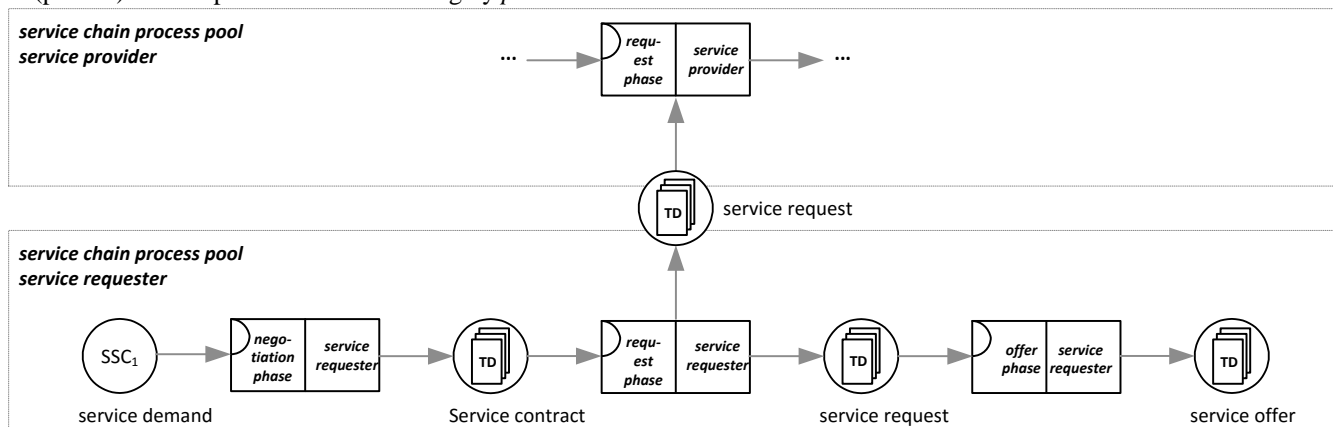 service chain process pool
service provider
...
requ-
est
phase
service
provider
...
TD
service request
service chain process pool
service requester
SSC1
nego-
tiation
phase
service
requester
TD
requ-
est
phase
service
requester
TD
offer
phase
service
requester
TD
service demand
Service contract
service request
service offer